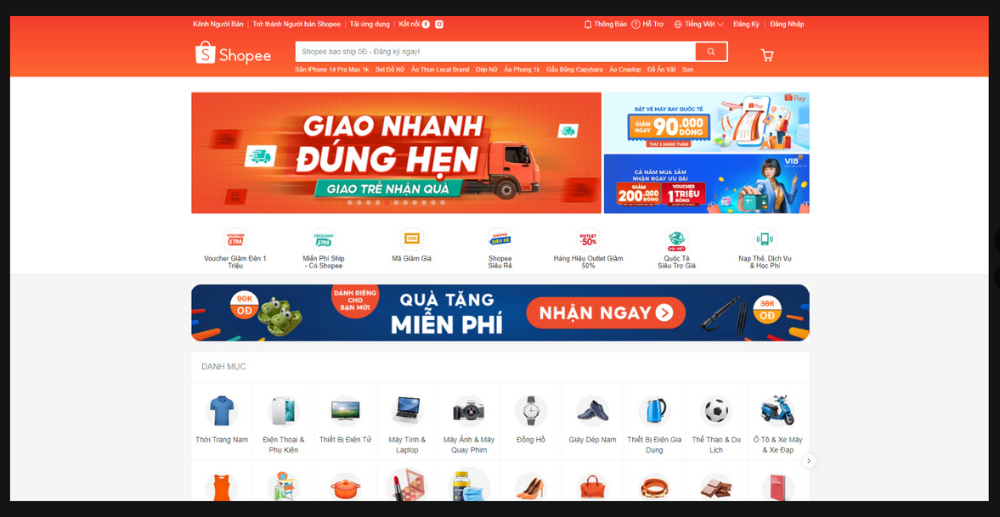 Kênh Người Bán | Trở thành Người bán Shopee | Tải ứng dụng | Kết nối
Thông Báo Hỗ Trợ Tiếng Việt Đăng Ký | Đăng Nhập
Shopee
Shopee bao ship 0Đ - Đăng ký ngay!
Săn iPhone 14 Pro Max 1k Set Đồ Nữ Áo Thun Local Brand Dép Nữ Áo Phong 1k Gấu Bông Capybara Áo Croptop Đồ Ăn Vặt Son
GIAO NHANH
ĐÚNG HẸN
GIAO TRỄ NHẬN QUÀ
Pay
ĐẶT VÉ MÁY BAY QUỐC TẾ
GIẢM NGAY 90.000 ĐỒNG
THỨ 3 HÀNG TUẦN
VIB
CẢ NĂM MUA SẮM
NHẬN NGAY ƯU ĐÃI
GIẢM 200.000 ĐỒNG
VOUCHER 1 TRIỆU ĐỒNG
VOUCHER XTRA
Voucher Giảm Đến 1
Triệu
FREESHIP XTRA
Miễn Phí Ship
- Có Shopee
VND
Mã Giảm Giá
SHOPEE SIÊU RẺ
Shopee
Siêu Rẻ
OUTLET -50%
Hàng Hiệu Outlet Giảm
50%
Quốc Tế
Siêu Trợ Giá
Nạp Thẻ, Dịch Vụ
& Học Phí
90K
0Đ
DÀNH RIÊNG
CHO
BẠN MỚI
QUÀ TẶNG
MIỄN PHÍ
NHẬN NGAY
38K
0Đ
DANH MỤC
Thời Trang Nam
Điện Thoại &
Phụ Kiện
Thiết Bị Điện Tử
Máy Tính &
Laptop
Máy Ảnh & Máy
Quay Phim
Đồng Hồ
Giày Dép Nam
Thiết Bị Điện Gia
Dụng
Thể Thao & Du
Lịch
Ô Tô & Xe Máy
& Xe Đạp